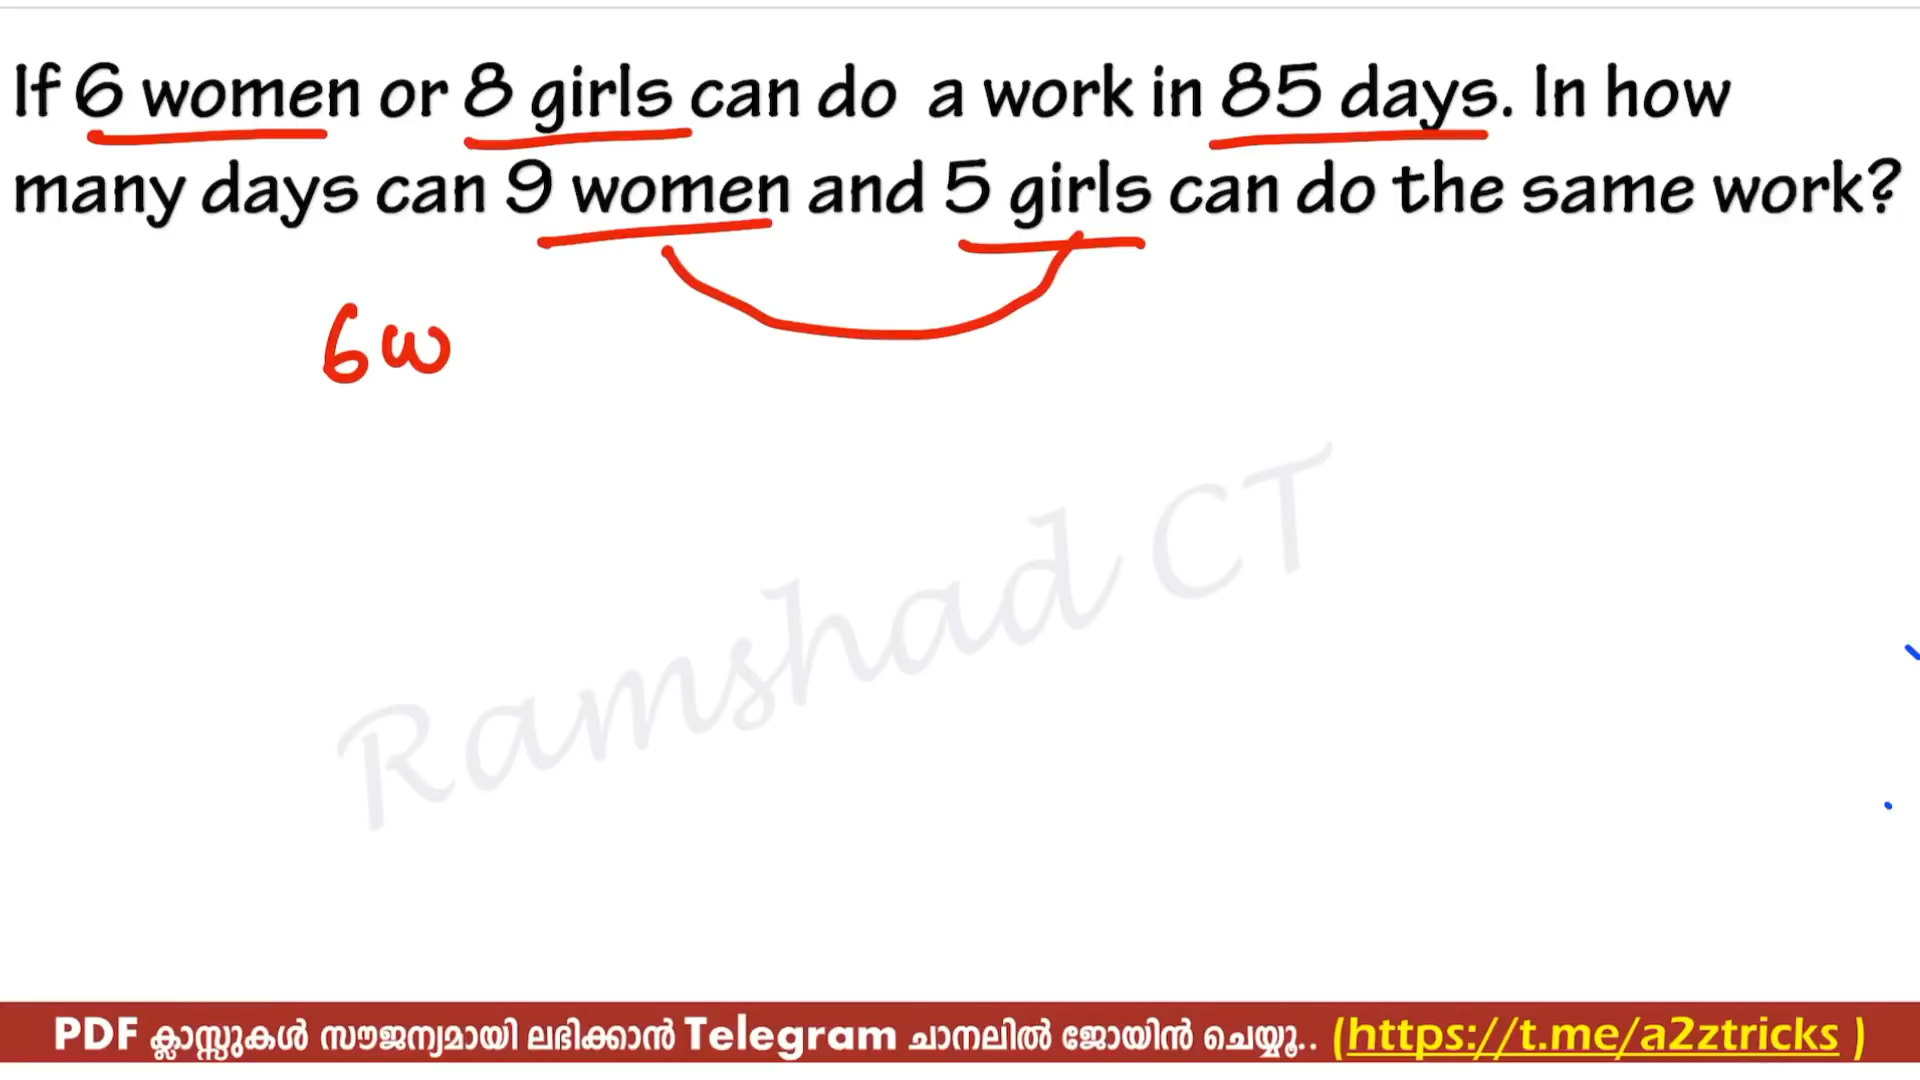 If 6 women or 8 girls can do a work in 85 days. In how
many days can 9 women and 5 girls can do the same work?
6w
Ramshad CT
PDF ക്ലാസ്സുകൾ സൗജന്യമായി ലഭിക്കാൻ Telegram ചാനലിൽ ജോയിൻ ചെയ്യൂ.. (https://t.me/a2ztricks )